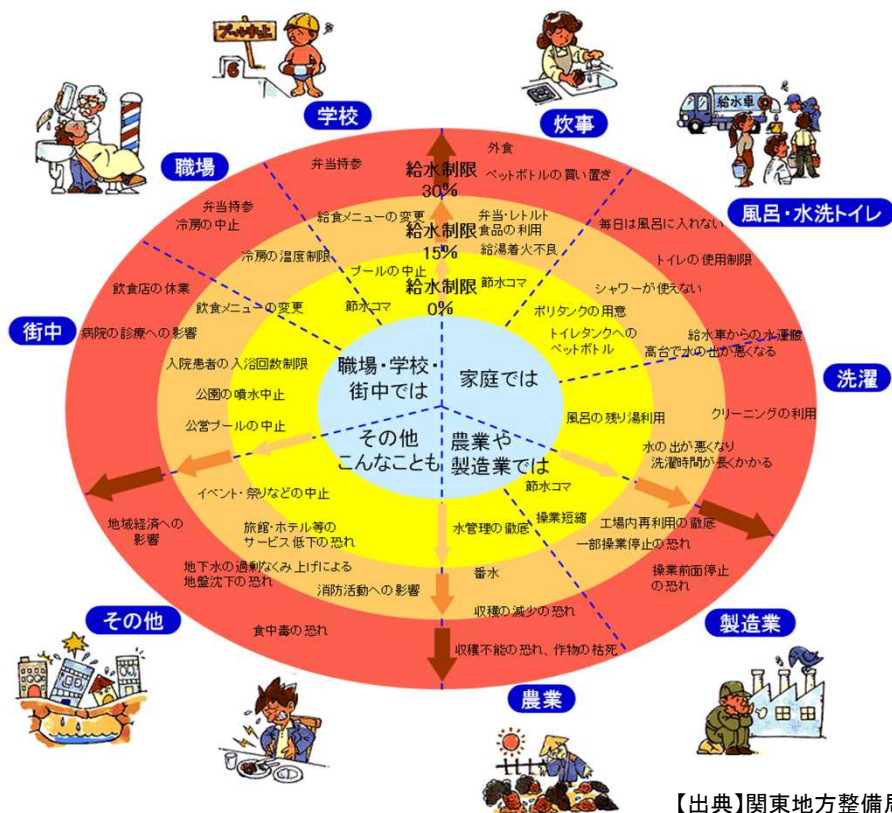 プール中止
6
学校
炊事
給水車
職場
風呂・水洗トイレ
街中
洗濯
その他
農業
製造業
給水制限
30%
給水制限
15%
給水制限
0%
弁当持参
給食メニューの変更
プールの中止
節水コマ
外食
ペットボトルの買い置き
弁当・レトルト
食品の利用
給湯着火不良
節水コマ
弁当持参
冷房の中止
冷房の温度制限
毎日は風呂に入れない
トイレの使用制限
シャワーが使えない
ポリタンクの用意
トイレタンクへの
ペットボトル
飲食店の休業
飲食メニューの変更
病院の診療への影響
入院患者の入浴回数制限
公園の噴水中止
公営プールの中止
給水車からの水運搬
高台で水の出が悪くなる
クリーニングの利用
風呂の残り湯利用
水の出が悪くなり
洗濯時間が長くかかる
職場・学校・
街中では
家庭では
その他
こんなことも
農業や
製造業では
イベント・祭りなどの中止
地域経済への
影響
旅館・ホテル等の
サービス低下の恐れ
地下水の過剰なくみ上げによる
地盤沈下の恐れ
消防活動への影響
食中毒の恐れ
節水コマ
操業短縮
工場内再利用の徹底
一部操業停止の恐れ
操業前面停止
の恐れ
水管理の徹底
番水
収穫の減少の恐れ
収穫不能の恐れ、作物の枯死
【出典】関東地方整備局